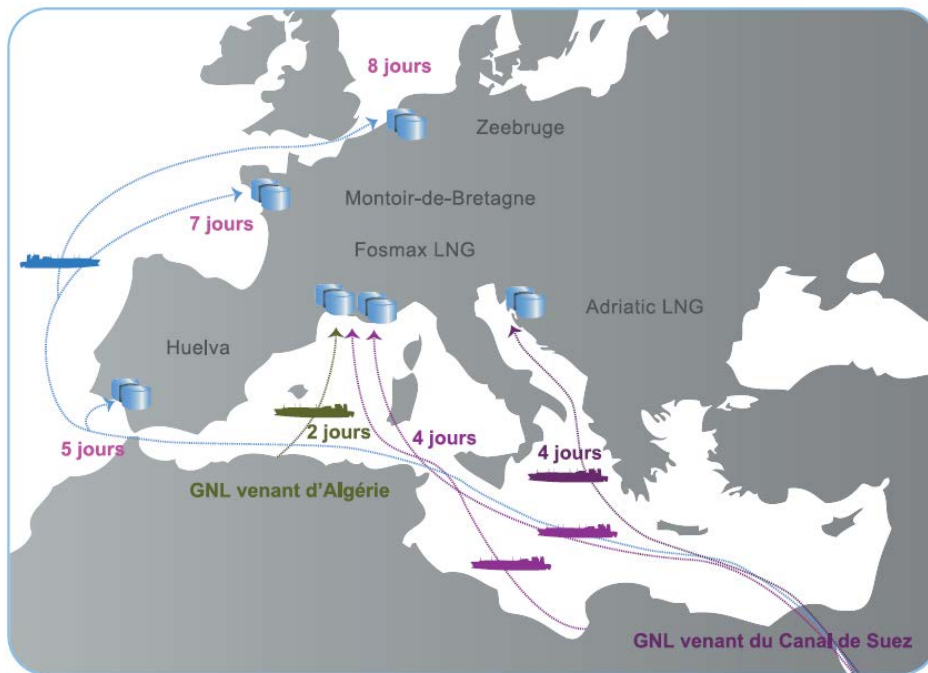 8 jours
Zeebruge
Montoir-de-Bretagne
7 jours
Fosmax LNG
Adriatic LNG
Huelva
2 jours
4 jours
5 jours
4 jours
GNL venant d'Algérie
GNL venant du Canal de Suez